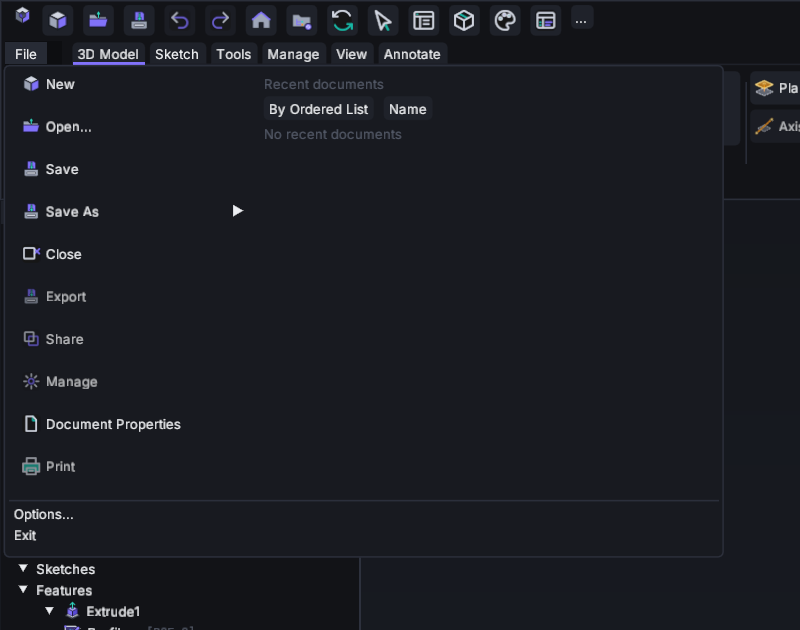 ...
File 3D Model Sketch Tools Manage View Annotate
New
Open...
Save
Save As
Close
Export
Share
Manage
Document Properties
Print
Recent documents
By Ordered List Name
No recent documents
Options...
Exit
Sketches
Features
Extrude1